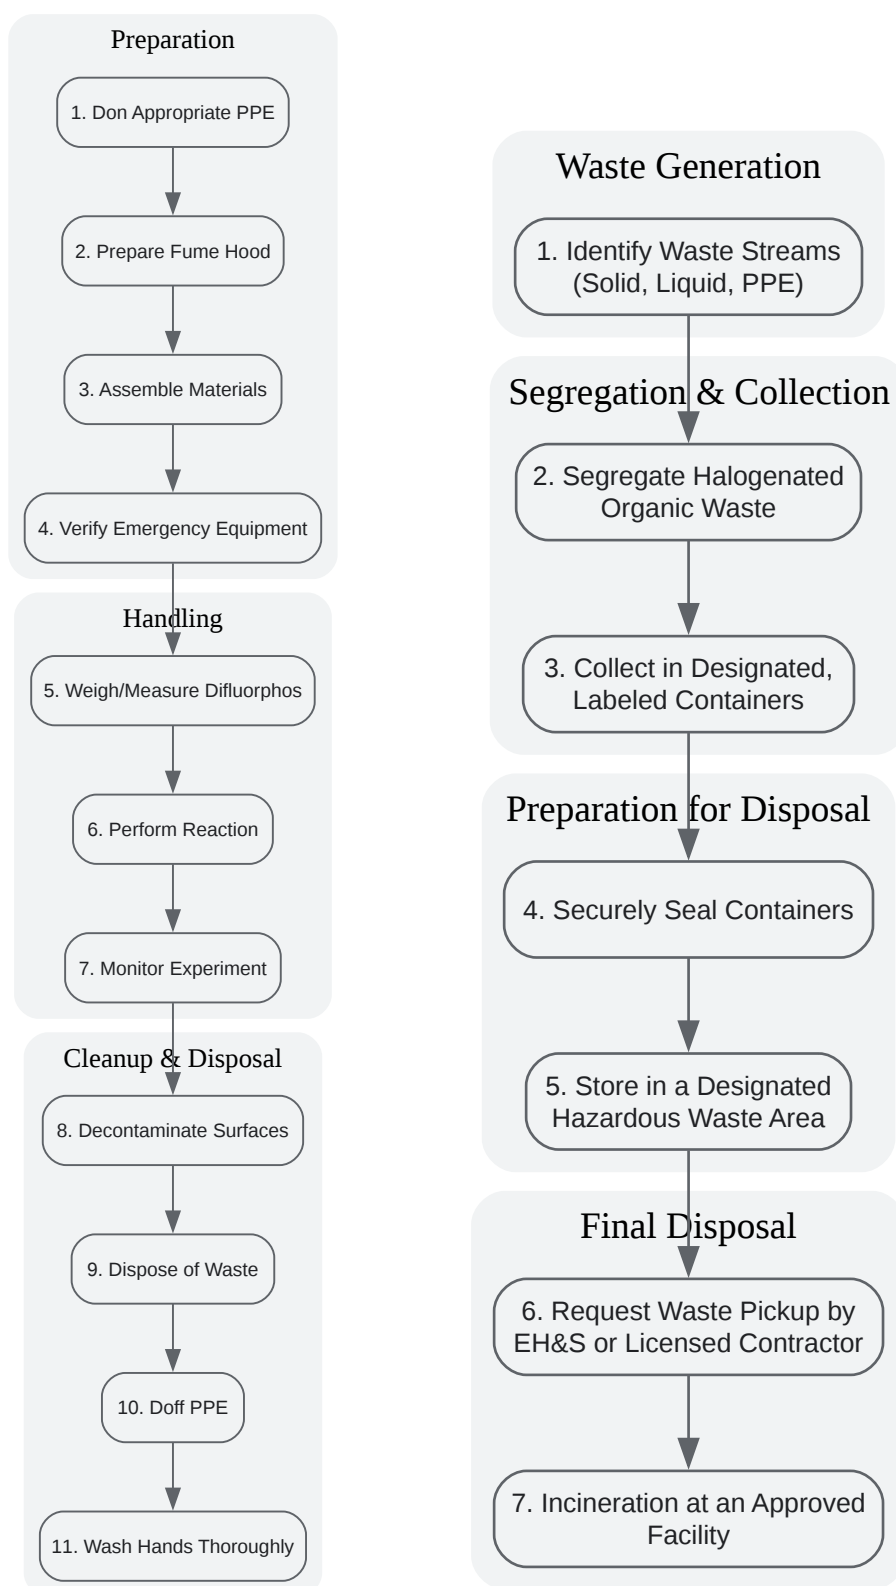 Preparation
1. Don Appropriate PPE
2. Prepare Fume Hood
3. Assemble Materials
4. Verify Emergency Equipment
Handling
5. Weigh/Measure Difluorphos
6. Perform Reaction
7. Monitor Experiment
Cleanup & Disposal
8. Decontaminate Surfaces
9. Dispose of Waste
10. Doff PPE
11. Wash Hands Thoroughly
Waste Generation
1. Identify Waste Streams
(Solid, Liquid, PPE)
Segregation & Collection
2. Segregate Halogenated
Organic Waste
3. Collect in Designated,
Labeled Containers
Preparation for Disposal
4. Securely Seal Containers
5. Store in a Designated
Hazardous Waste Area
Final Disposal
6. Request Waste Pickup by
EH&S or Licensed Contractor
7. Incineration at an Approved
Facility